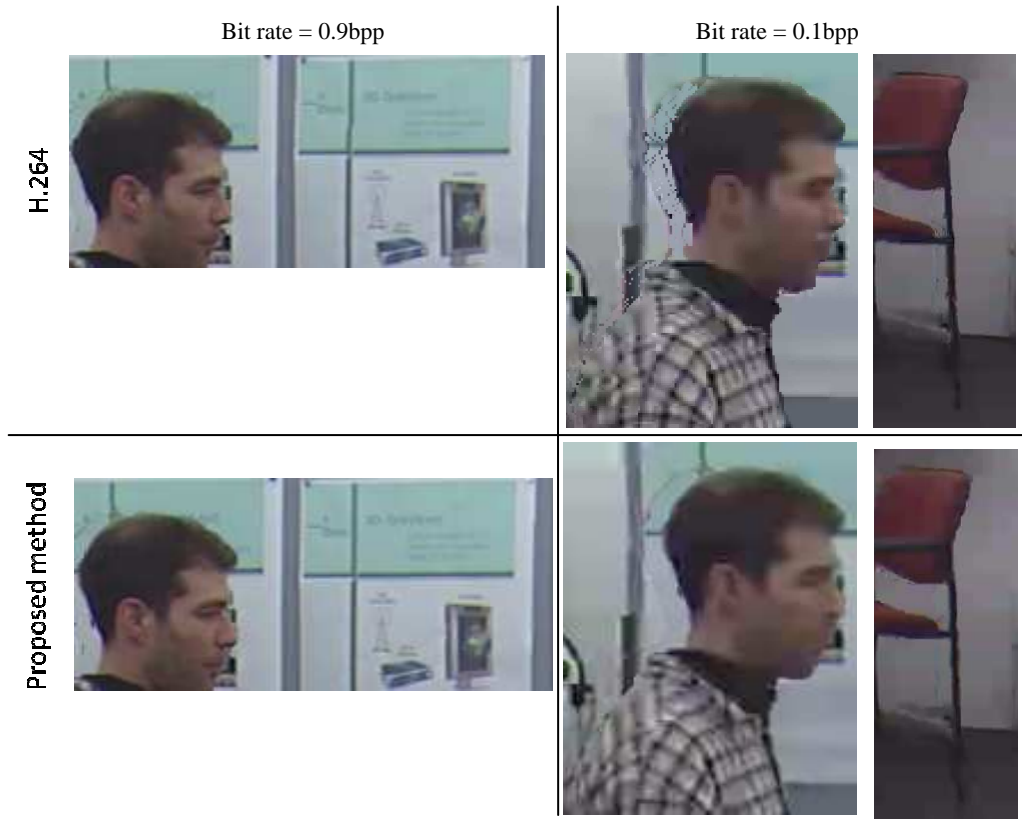 Bit rate = 0.9bpp
Bit rate = 0.1bpp
H.264
Proposed method